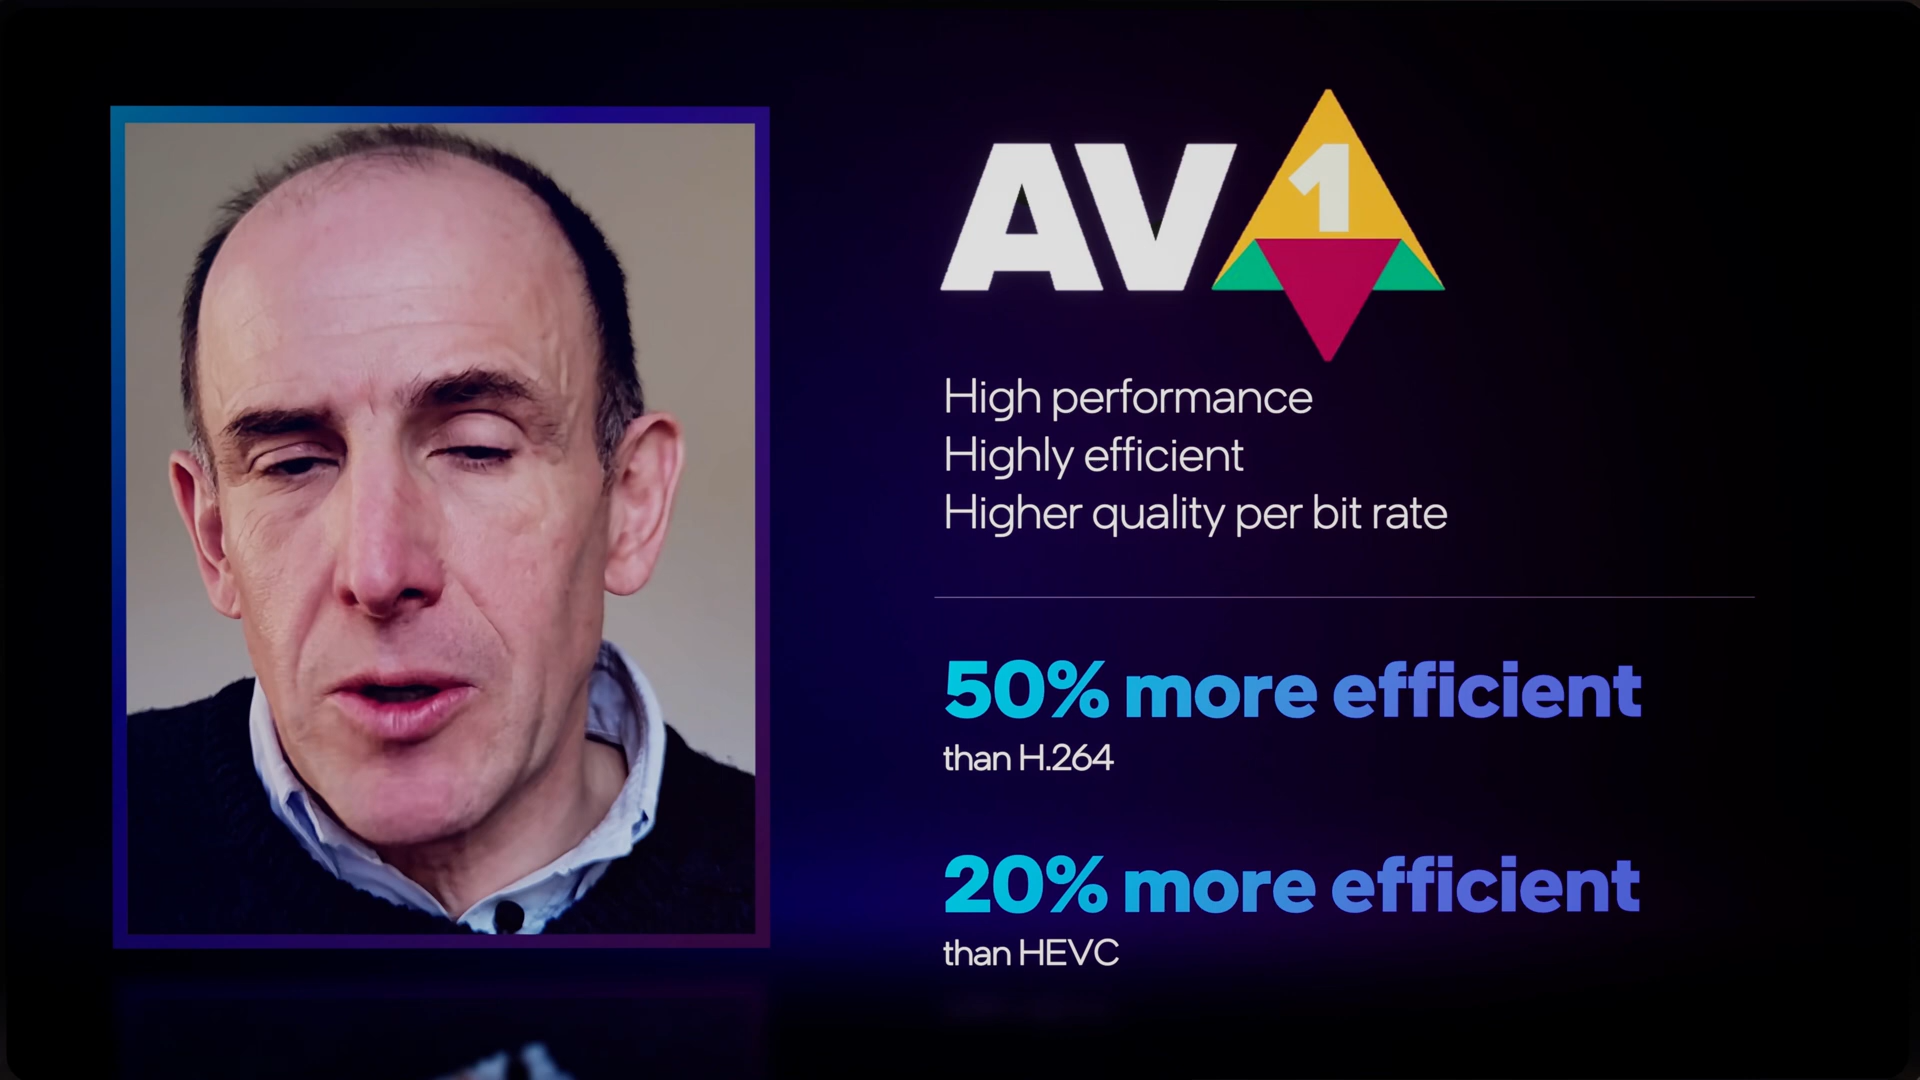 AV1
High performance
Highly efficient
Higher quality per bit rate
50% more efficient
than H.264
20% more efficient
than HEVC